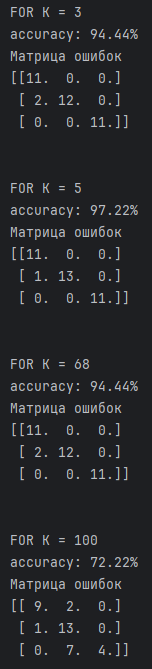 FOR K = 3
accuracy: 94.44%
Матрица ошибок
[[11.  0.  0.]
 [ 2. 12.  0.]
 [ 0.  0. 11.]]
FOR K = 5
accuracy: 97.22%
Матрица ошибок
[[11.  0.  0.]
 [ 1. 13.  0.]
 [ 0.  0. 11.]]
FOR K = 68
accuracy: 94.44%
Матрица ошибок
[[11.  0.  0.]
 [ 2. 12.  0.]
 [ 0.  0. 11.]]
FOR K = 100
accuracy: 72.22%
Матрица ошибок
[[ 9.  2.  0.]
 [ 1. 13.  0.]
 [ 0.  7.  4.]]